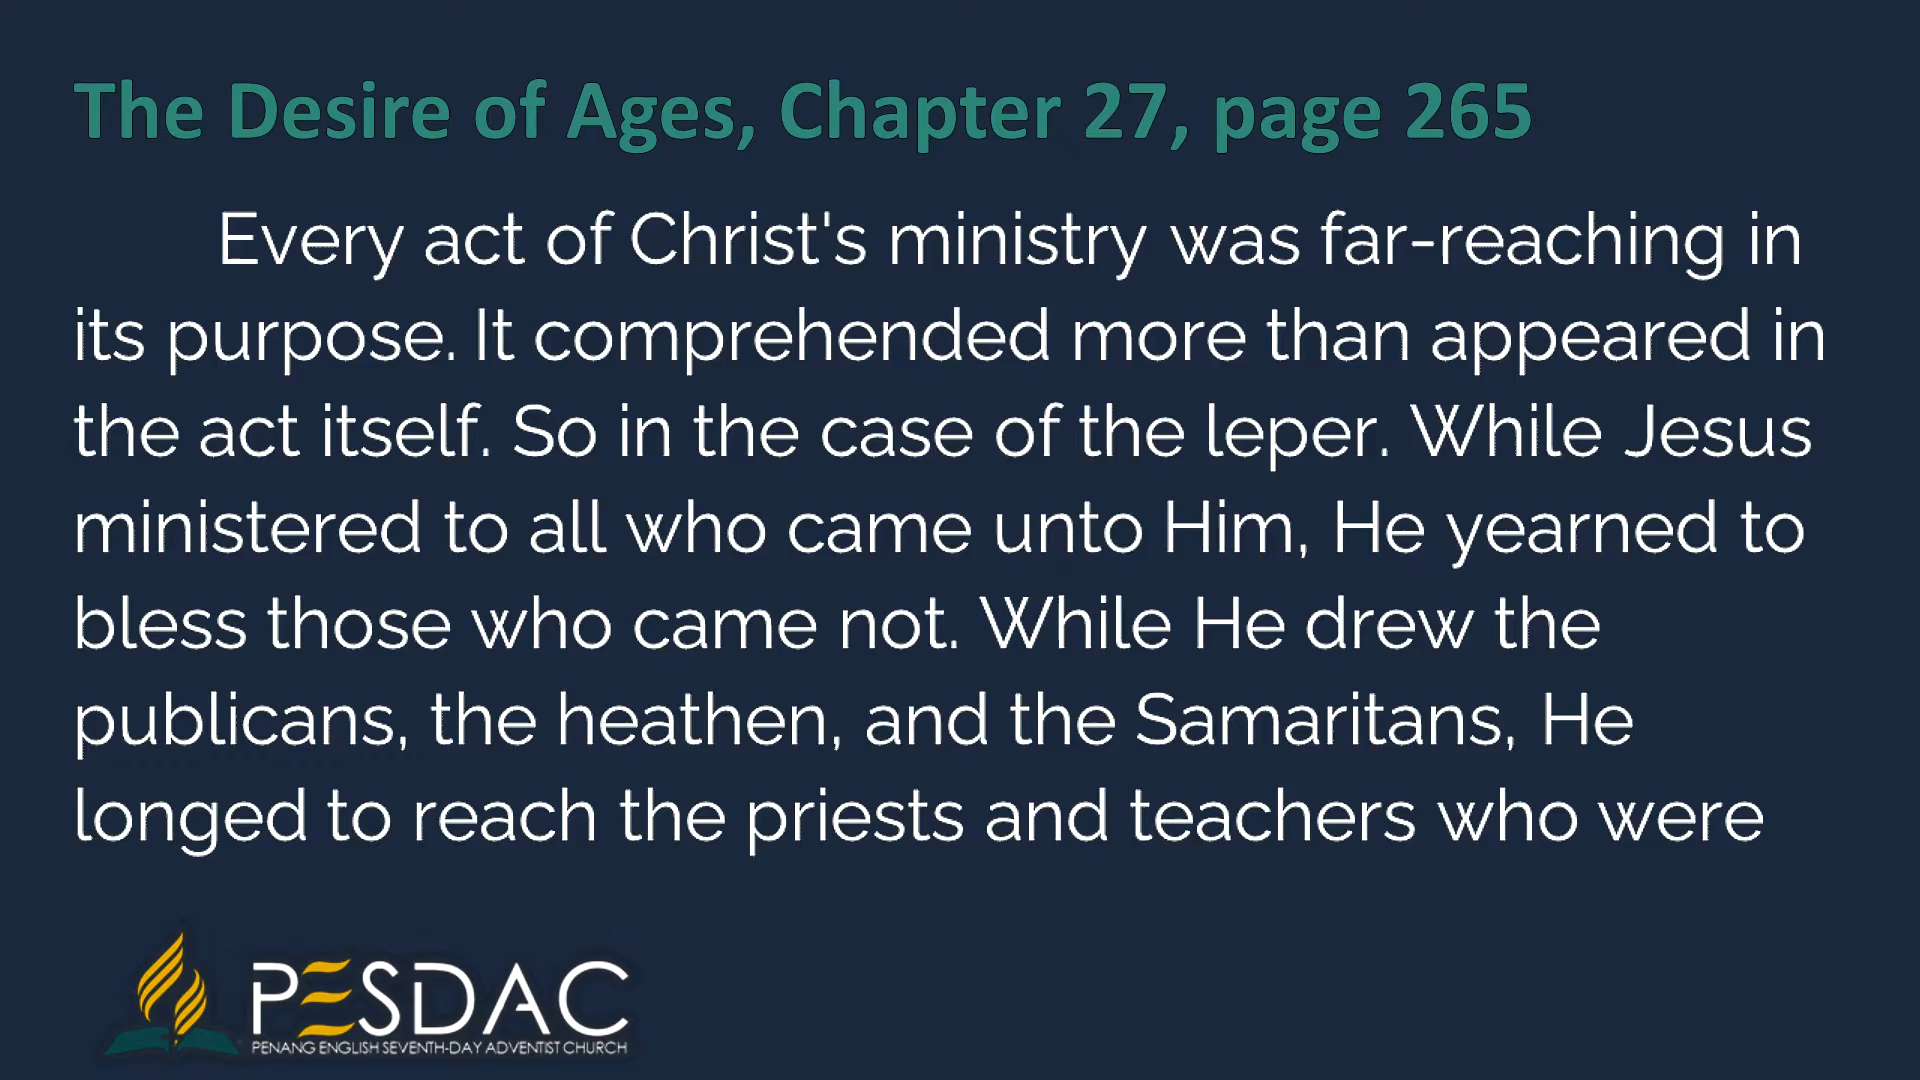 The Desire of Ages, Chapter 27, page 265
Every act of Christ's ministry was far-reaching in
its purpose. It comprehended more than appeared in
the act itself. So in the case of the leper. While Jesus
ministered to all who came unto Him, He yearned to
bless those who came not. While He drew the
publicans, the heathen, and the Samaritans, He
longed to reach the priests and teachers who were
PESDAC
PENANG ENGLISH SEVENTH-DAY ADVENTIST CHURCH